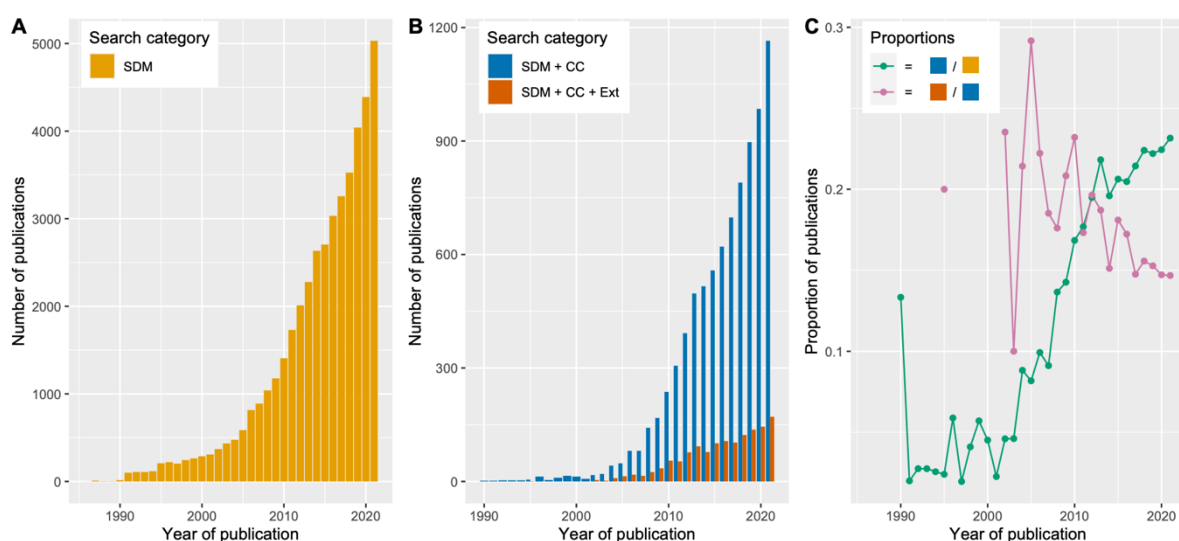 A
Search category
SDM
5000
4000
3000
2000
1000
0
Number of publications
1990
2000
2010
2020
Year of publication
B
Search category
SDM + CC
SDM + CC + Ext
1200
900
600
300
0
Number of publications
1990
2000
2010
2020
Year of publication
C
Proportions
= /
= /
0.3
0.2
0.1
Proportion of publications
1990
2000
2010
2020
Year of publication